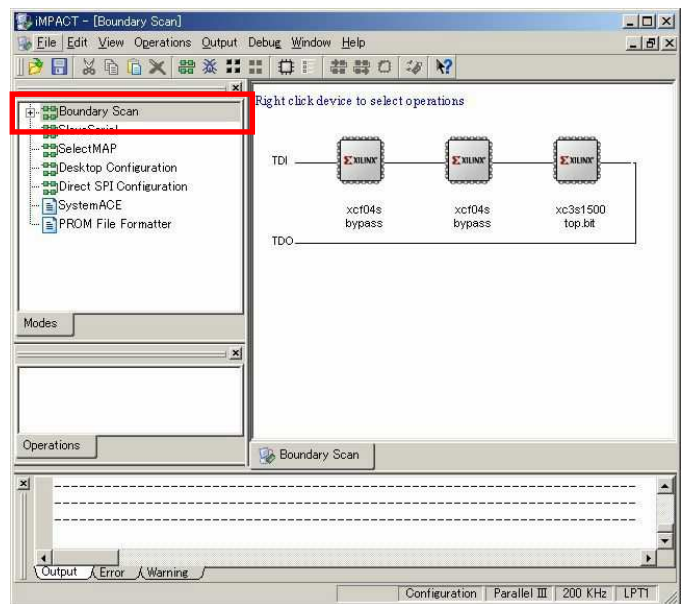 iMPACT - [Boundary Scan]
File Edit View Operations Output Debug Window Help
Boundary Scan
SlaveSerial
SelectMAP
Desktop Configuration
Direct SPI Configuration
SystemACE
PROM File Formatter
Modes
Operations
Right click device to select operations
TDI
XILINX XILINX XILINX
xcf04s xcf04s xc3s1500
bypass bypass top.bit
TDO
Boundary Scan
Output Error Warning
Configuration Parallel III 200 KHz LPT1